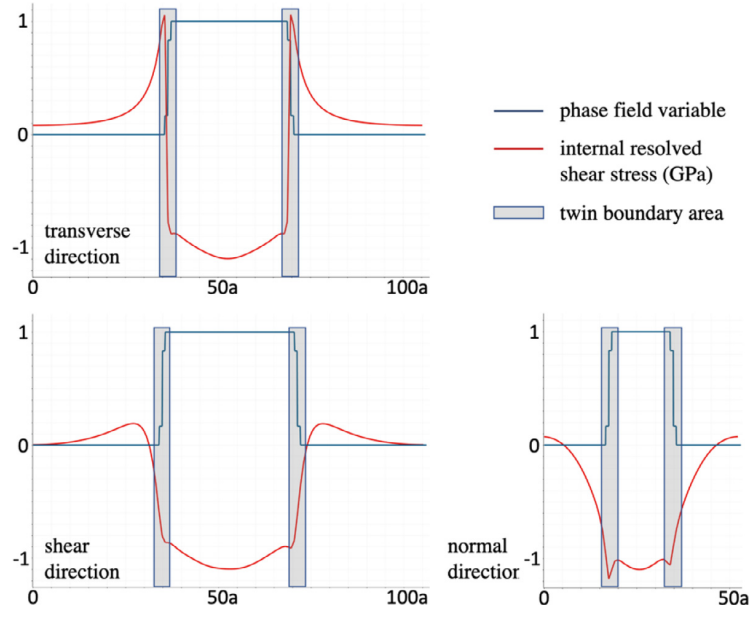 1
0
-1
transverse
direction
0
50a
100a
phase field variable
internal resolved
shear stress (GPa)
twin boundary area
1
0
-1
shear
direction
0
50a
100a
1
0
-1
normal
direction
0
50a